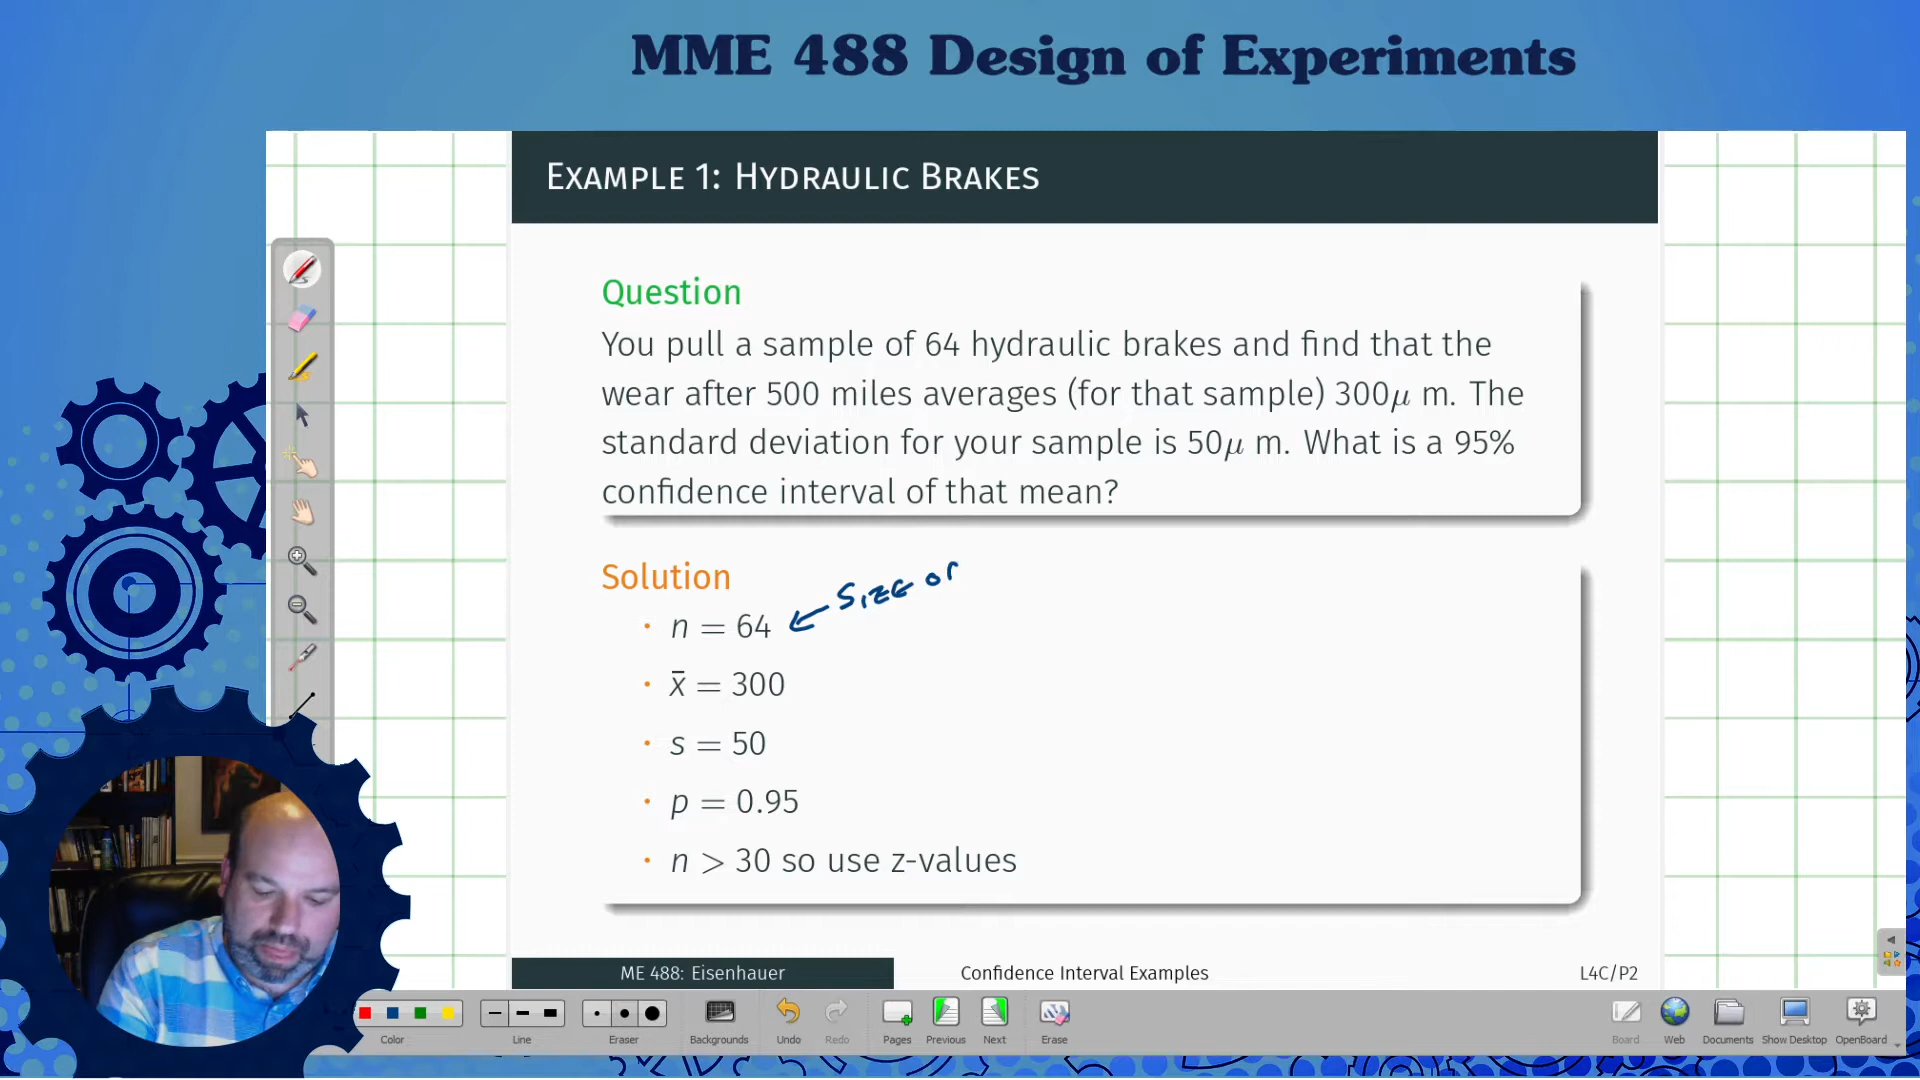 MME 488 Design of Experiments
EXAMPLE 1: HYDRAULIC BRAKES
Question
You pull a sample of 64 hydraulic brakes and find that the
wear after 500 miles averages (for that sample) 300μ m. The
standard deviation for your sample is 50μ m. What is a 95%
confidence interval of that mean?
Solution
SIZE or
· n = 64
· x̄ = 300
· s = 50
· p = 0.95
· n > 30 so use z-values
ME 488: Eisenhauer
Confidence Interval Examples
L4C/P2
Color
Line
Eraser
Backgrounds
Undo
Redo
Pages
Previous
Next
Erase
Board
Web
Documents
Show Desktop
OpenBoard